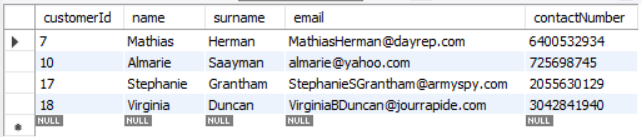 customerId name surname email contactNumber
7 Mathias Herman MathiasHerman@dayrep.com 6400532934
10 Almarie Saayman almarie@yahoo.com 725698745
17 Stephanie Grantham StephanieSGrantham@armyspy.com 2055630129
18 Virginia Duncan VirginiaBDuncan@jourrapide.com 3042841940
NULL NULL NULL NULL NULL